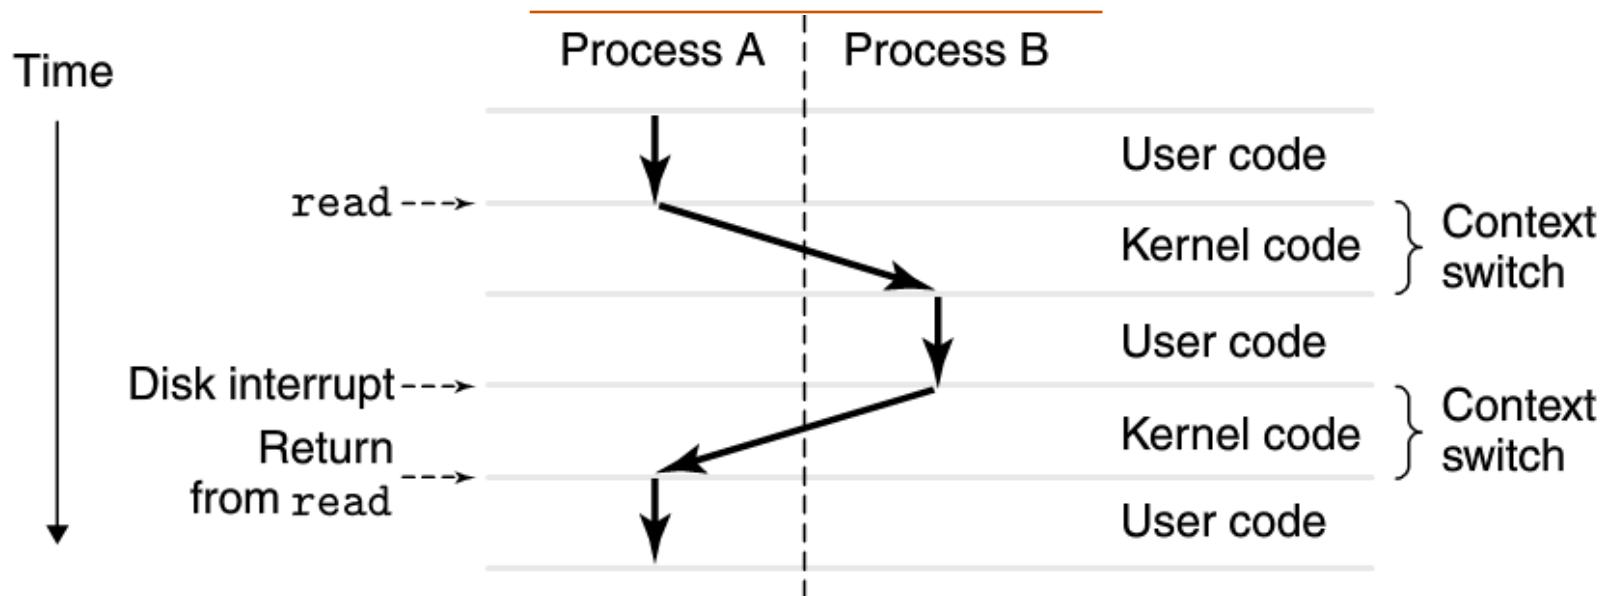 Process A
Process B
Time
User code
read
Kernel code
Context
switch
User code
Disk interrupt
Kernel code
Context
switch
Return
from read
User code